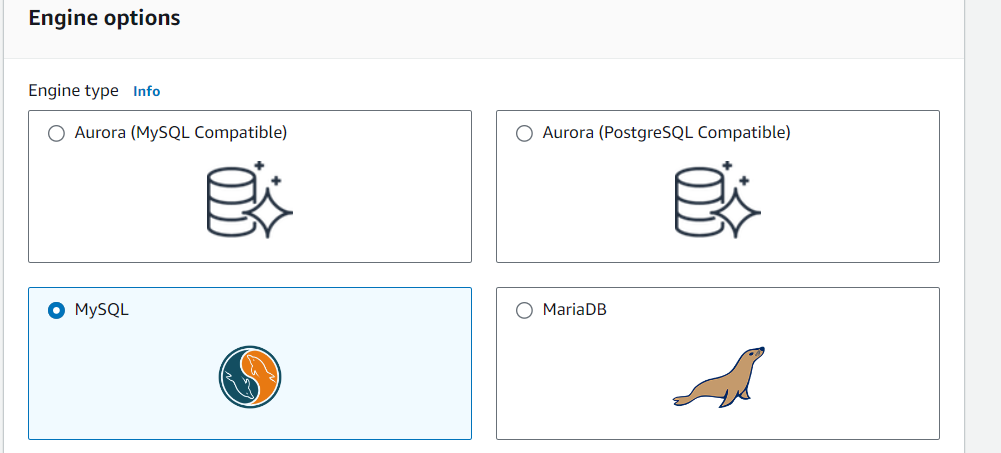 Engine options
Engine type Info
Aurora (MySQL Compatible)
Aurora (PostgreSQL Compatible)
MySQL
MariaDB